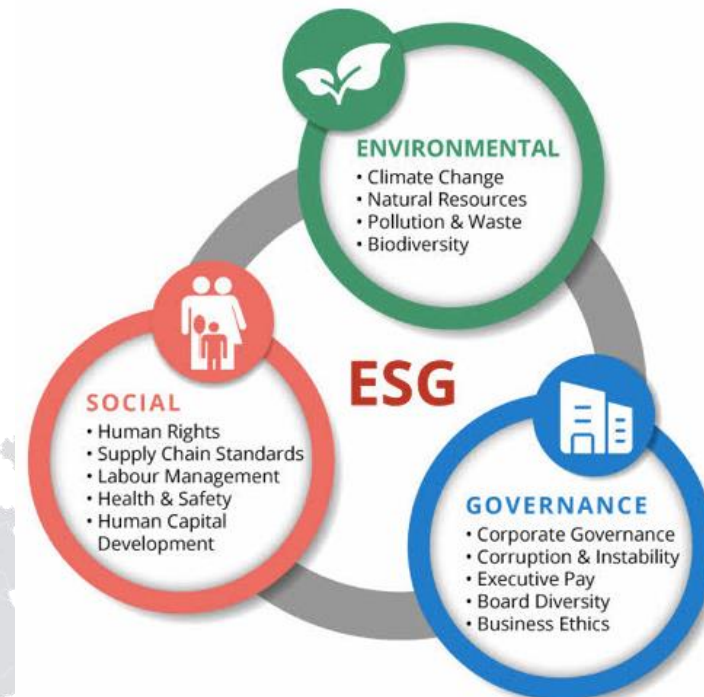 ENVIRONMENTAL
• Climate Change
• Natural Resources
• Pollution & Waste
• Biodiversity
ESG
SOCIAL
• Human Rights
• Supply Chain Standards
• Labour Management
• Health & Safety
• Human Capital
Development
GOVERNANCE
• Corporate Governance
• Corruption & Instability
• Executive Pay
• Board Diversity
• Business Ethics